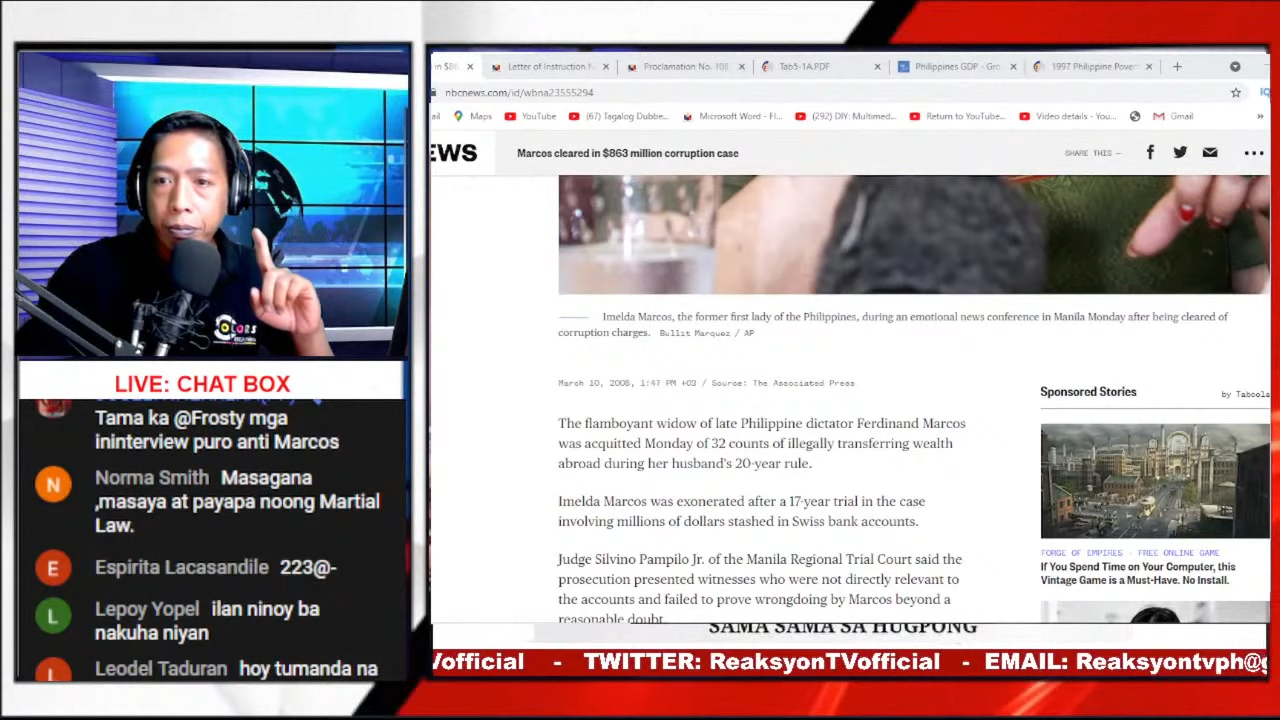 in $86
Letter of Instruction N
Proclamation No. 108
Tab5-1A.PDF
Philippines GDP - Gro
1997 Philippine Pover
nbcnews.com/id/wbna23555294
ail
Maps
YouTube
(67) Tagalog Dubbe...
Microsoft Word - Fl...
(292) DIY: Multimed...
Return to YouTube...
Video details - You...
Gmail
EWS
Marcos cleared in $863 million corruption case
SHARE THIS —
Imelda Marcos, the former first lady of the Philippines, during an emotional news conference in Manila Monday after being cleared of
corruption charges. Bullit Marquez / AP
March 10, 2008, 1:47 PM +03 / Source: The Associated Press
The flamboyant widow of late Philippine dictator Ferdinand Marcos
was acquitted Monday of 32 counts of illegally transferring wealth
abroad during her husband's 20-year rule.
Imelda Marcos was exonerated after a 17-year trial in the case
involving millions of dollars stashed in Swiss bank accounts.
Judge Silvino Pampilo Jr. of the Manila Regional Trial Court said the
prosecution presented witnesses who were not directly relevant to
the accounts and failed to prove wrongdoing by Marcos beyond a
reasonable doubt.
Sponsored Stories
by Taboola
FORGE OF EMPIRES - FREE ONLINE GAME
If You Spend Time on Your Computer, this
Vintage Game is a Must-Have. No Install.
COLORS
LIVE: CHAT BOX
Tama ka @Frosty mga
ininterview puro anti Marcos
N
Norma Smith Masagana
,masaya at payapa noong Martial
Law.
E
Espirita Lacasandile 223@-
L
Lepoy Yopel ilan ninoy ba
nakuha niyan
L
Leodel Taduran hoy tumanda na
SAMA SAMA SA HUGPONG
/official - TWITTER: ReaksyonTVofficial - EMAIL: Reaksyontvph@g